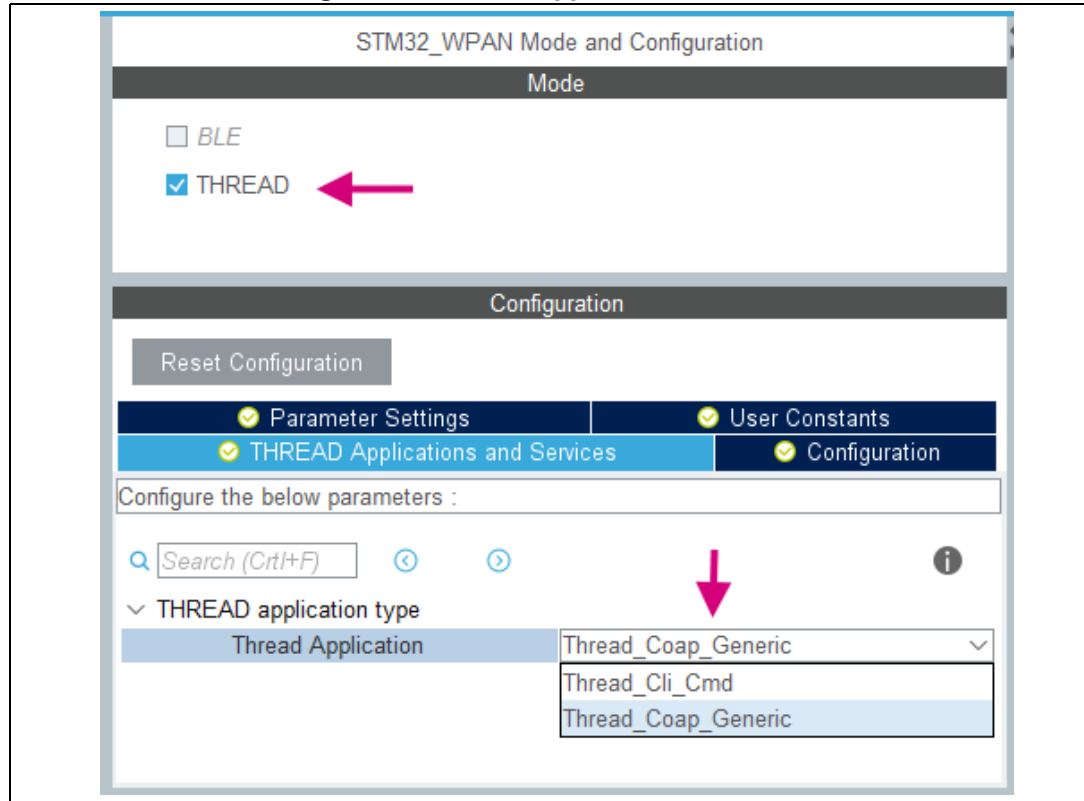 STM32_WPAN Mode and Configuration
Mode
BLE
THREAD
Configuration
Reset Configuration
Parameter Settings
User Constants
THREAD Applications and Services
Configuration
Configure the below parameters :
Search (Crtl+F)
THREAD application type
Thread Application
Thread_Coap_Generic
Thread_Cli_Cmd
Thread_Coap_Generic